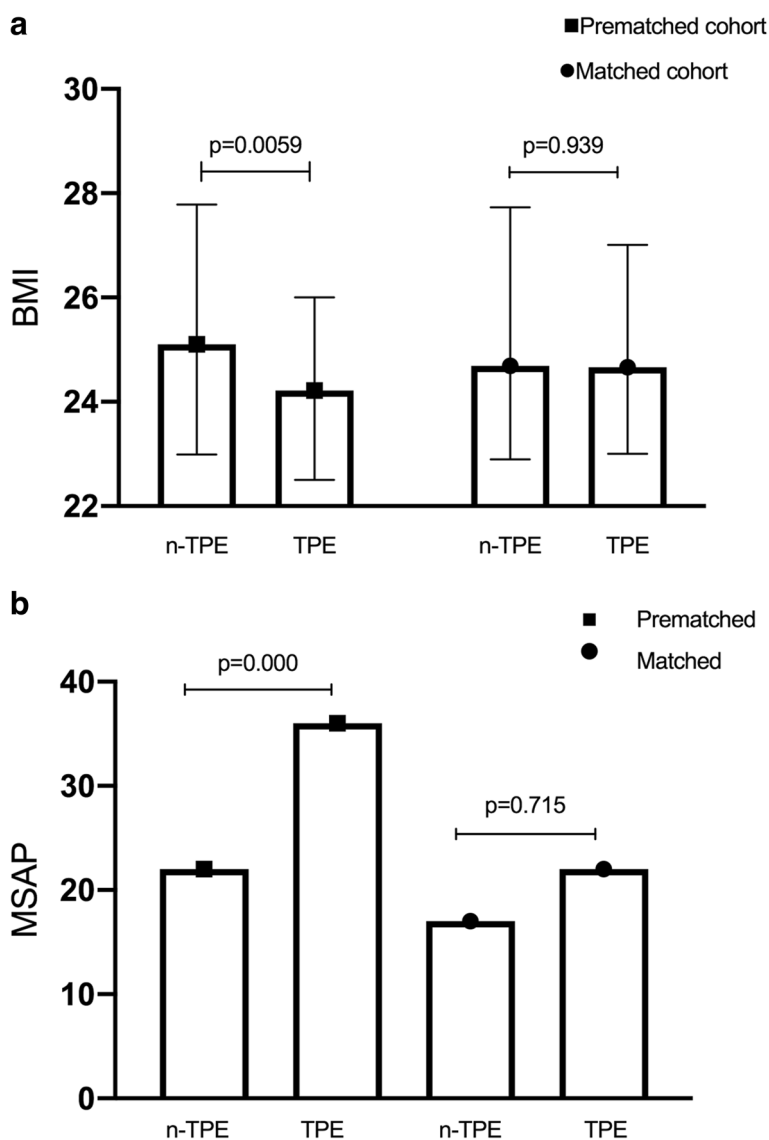 a
Prematched cohort
Matched cohort
30
p=0.0059
p=0.939
28
26
BMI
24
22
n-TPE TPE n-TPE TPE
b
Prematched
Matched
p=0.000
40
30
p=0.715
MSAP
20
10
0
n-TPE TPE n-TPE TPE